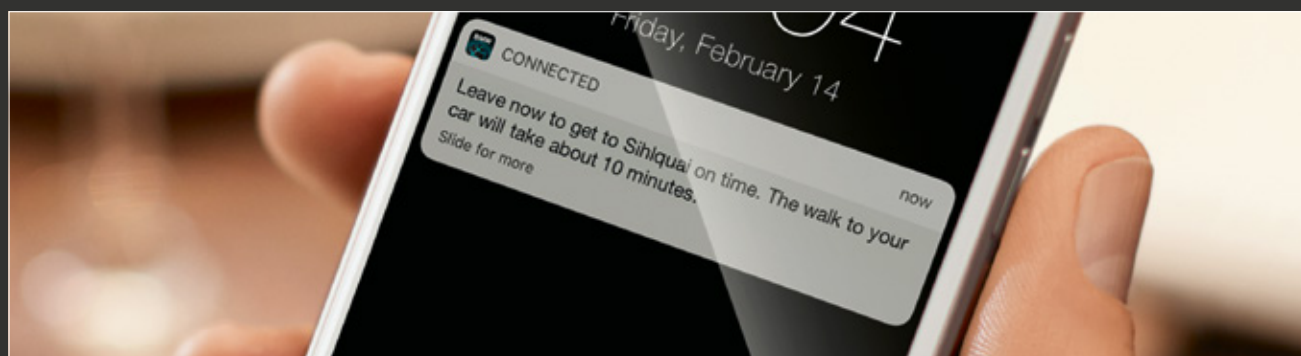 04
Friday, February 14
CONNECTED
now
Leave now to get to Sihlquai on time. The walk to your
car will take about 10 minutes.
Slide for more